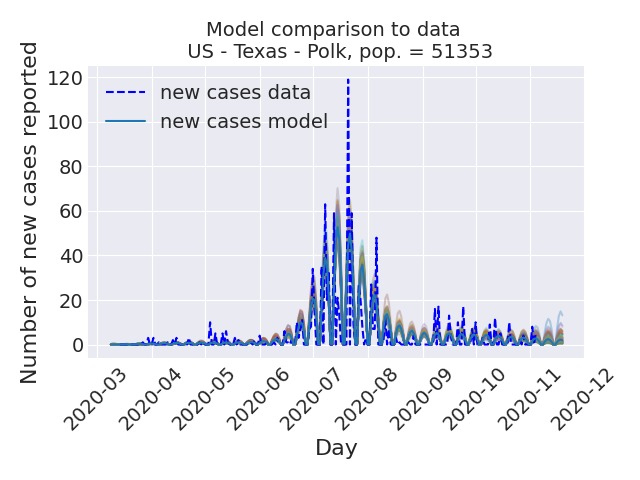 Model comparison to data
US - Texas - Polk, pop. = 51353
Number of new cases reported
120
100
80
60
40
20
0
new cases data
new cases model
2020-03
2020-04
2020-05
2020-06
2020-07
2020-08
2020-09
2020-10
2020-11
2020-12
Day